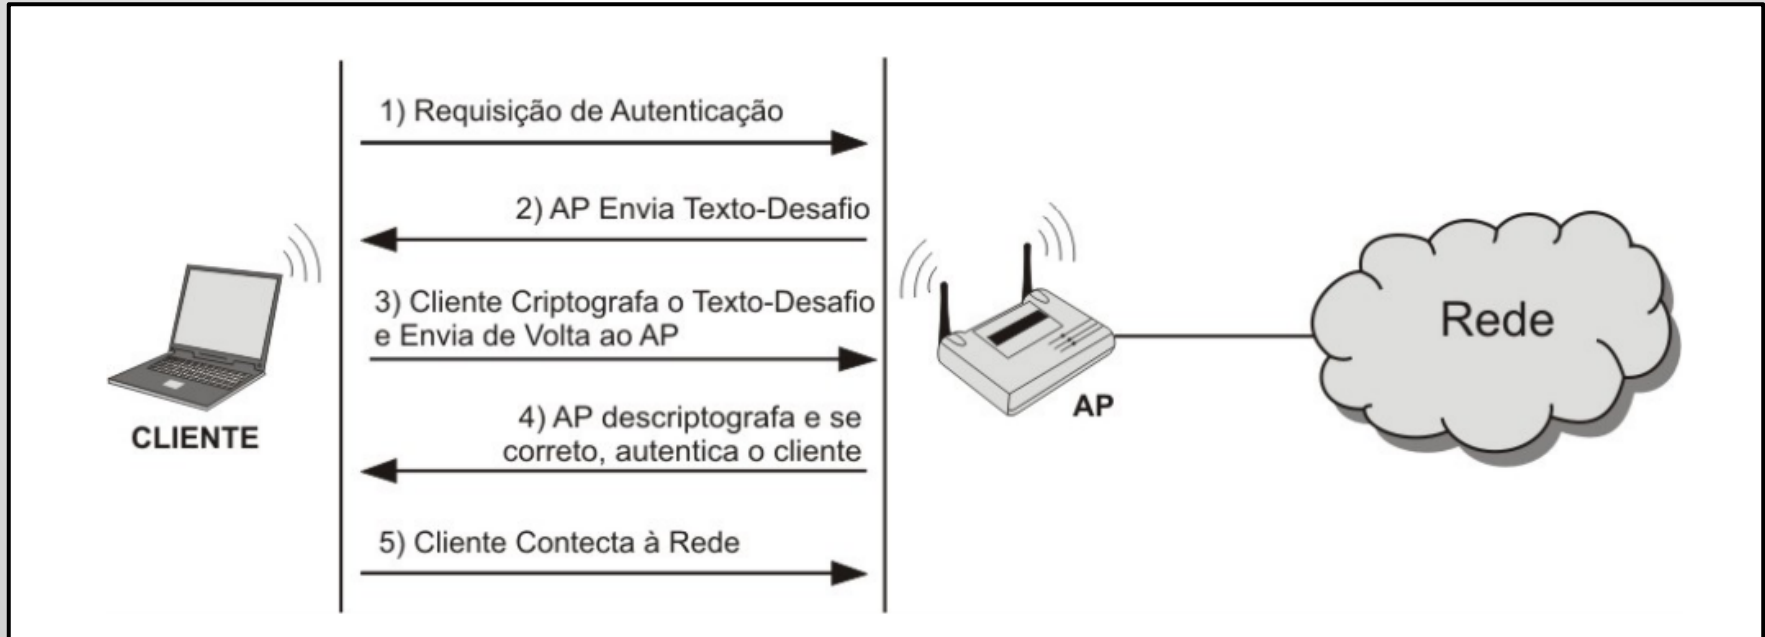 1) Requisição de Autenticação
2) AP Envia Texto-Desafio
3) Cliente Criptografa o Texto-Desafio
e Envia de Volta ao AP
4) AP descriptografa e se
correto, autentica o cliente
5) Cliente Contecta à Rede
CLIENTE
AP
Rede